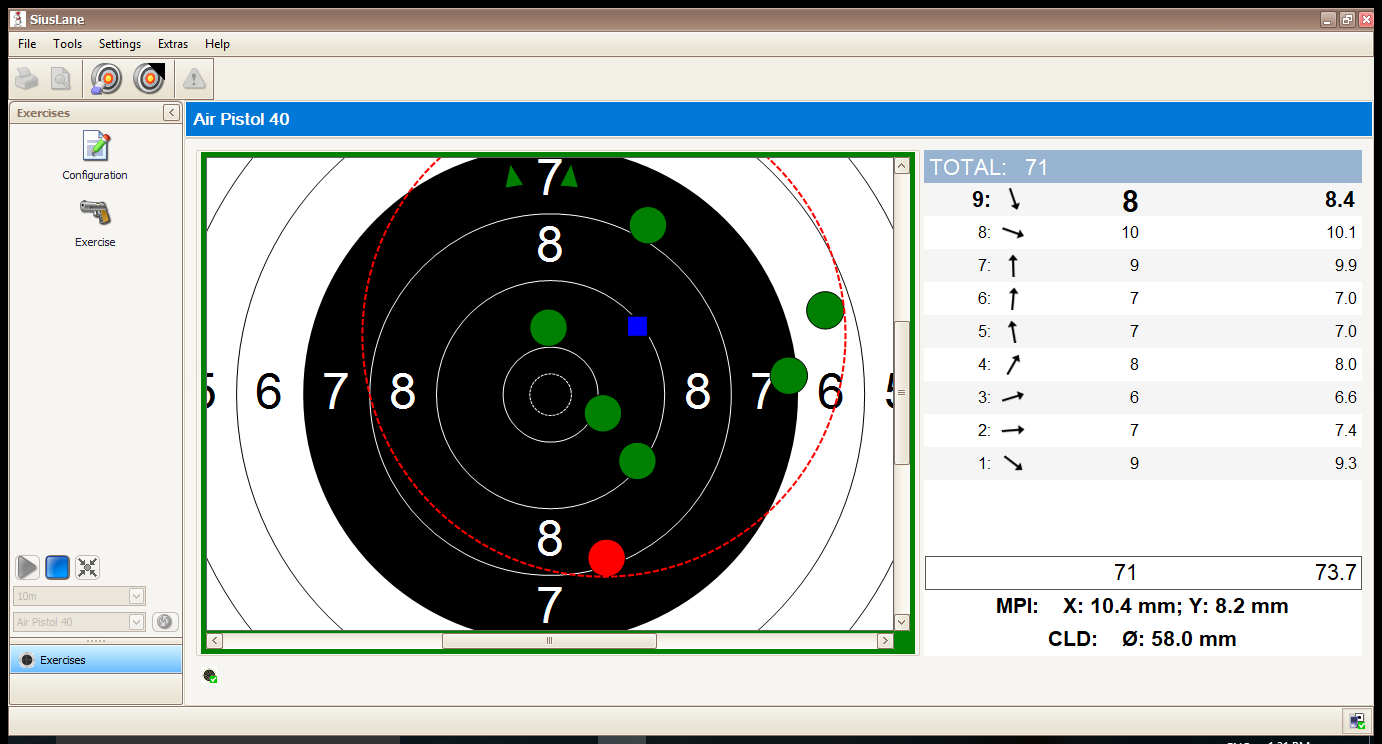 SiusLane
File Tools Settings Extras Help
Exercises
Configuration
Exercise
10m
Air Pistol 40
Exercises
Air Pistol 40
7
8
5 6 7 8 8 7 6 5
8
7
TOTAL: 71
9: 8 8.4
8: 10 10.1
7: 9 9.9
6: 7 7.0
5: 7 7.0
4: 8 8.0
3: 6 6.6
2: 7 7.4
1: 9 9.3
71 73.7
MPI: X: 10.4 mm; Y: 8.2 mm
CLD: Ø: 58.0 mm